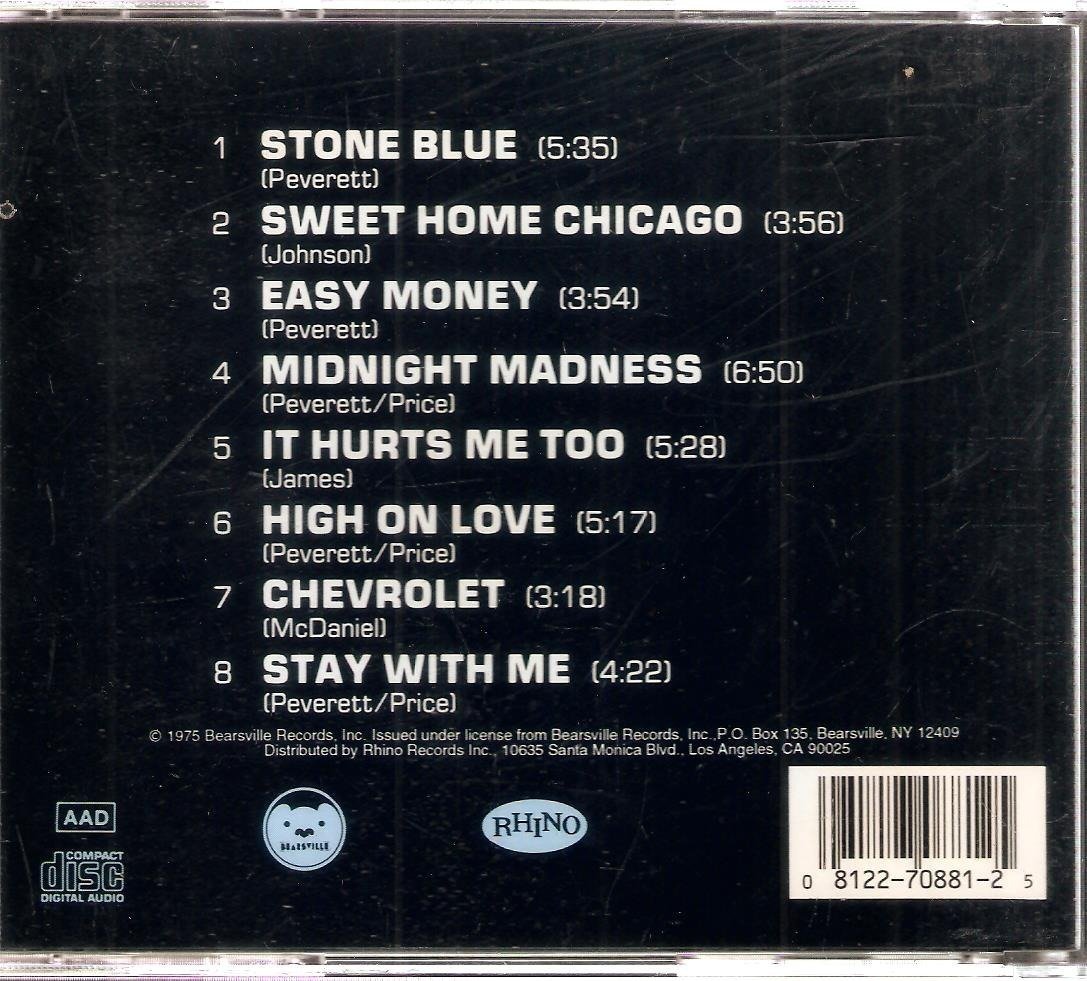 1 STONE BLUE (5:35)
(Peverett)
2 SWEET HOME CHICAGO (3:56)
(Johnson)
3 EASY MONEY (3:54)
(Peverett)
4 MIDNIGHT MADNESS (6:50)
(Peverett/Price)
5 IT HURTS ME TOO (5:28)
(James)
6 HIGH ON LOVE (5:17)
(Peverett/Price)
7 CHEVROLET (3:18)
(McDaniel)
8 STAY WITH ME (4:22)
(Peverett/Price)
© 1975 Bearsville Records, Inc. Issued under license from Bearsville Records, Inc.,P.O. Box 135, Bearsville, NY 12409
Distributed by Rhino Records Inc., 10635 Santa Monica Blvd., Los Angeles, CA 90025
AAD
COMPACT
disc
DIGITAL AUDIO
BEARSVILLE
RHINO
0 8122-70881-2 5